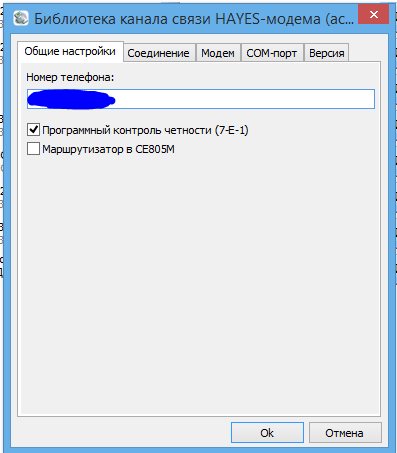 Библиотека канала связи HAYES-модема (ас...
Общие настройки Соединение Модем COM-порт Версия
Номер телефона:
Программный контроль четности (7-E-1)
Маршрутизатор в CE805M
Ok Отмена